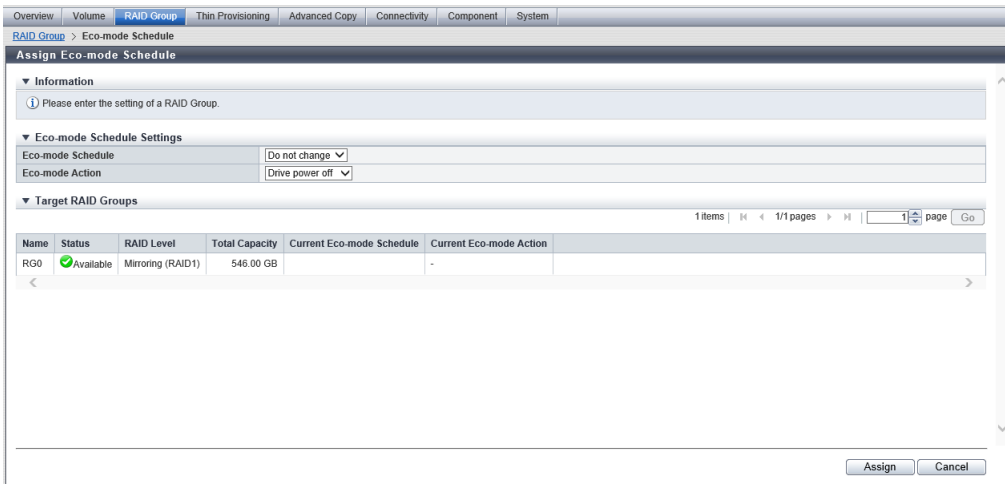 Overview Volume RAID Group Thin Provisioning Advanced Copy Connectivity Component System
RAID Group > Eco-mode Schedule
Assign Eco-mode Schedule
Information
Please enter the setting of a RAID Group.
Eco-mode Schedule Settings
Eco-mode Schedule Do not change
Eco-mode Action Drive power off
Target RAID Groups
1 items | 1/1 pages | 1 page Go
Name Status RAID Level Total Capacity Current Eco-mode Schedule Current Eco-mode Action
RG0 Available Mirroring (RAID1) 546.00 GB -
Assign Cancel